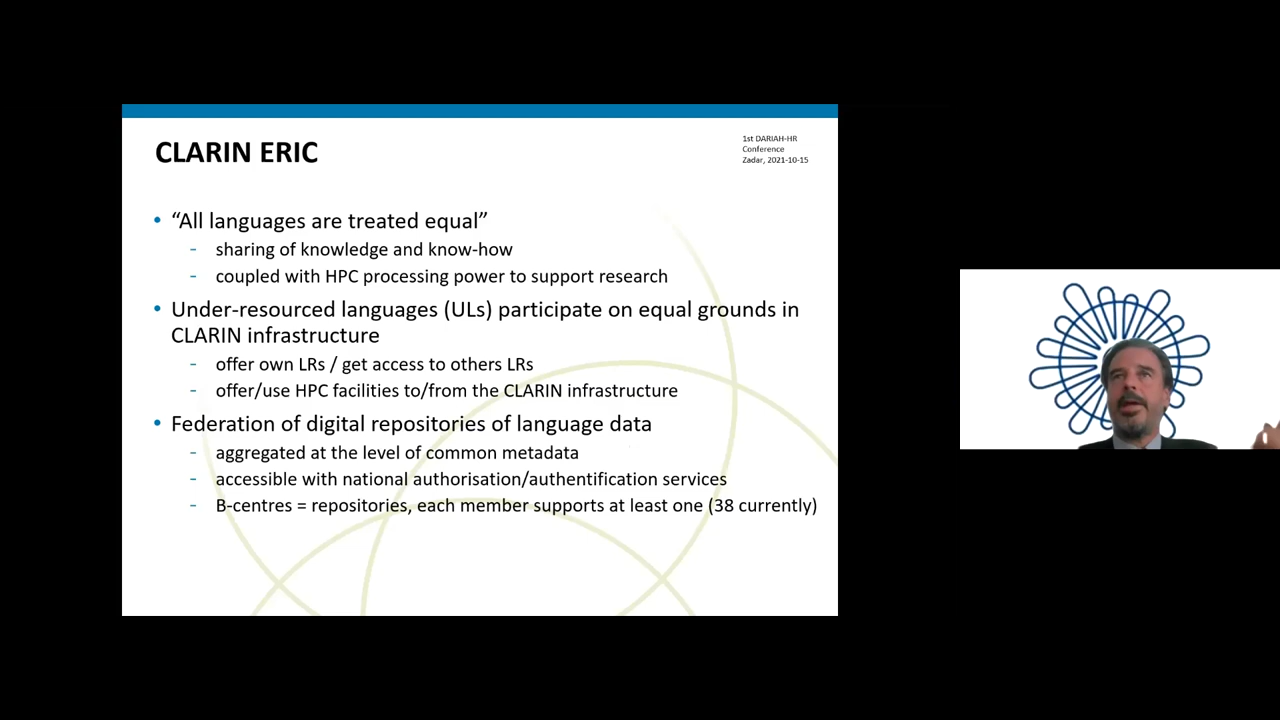 CLARIN ERIC
1st DARIAH-HR
Conference
Zadar, 2021-10-15
• “All languages are treated equal”
- sharing of knowledge and know-how
- coupled with HPC processing power to support research
• Under-resourced languages (ULs) participate on equal grounds in
CLARIN infrastructure
- offer own LRs / get access to others LRs
- offer/use HPC facilities to/from the CLARIN infrastructure
• Federation of digital repositories of language data
- aggregated at the level of common metadata
- accessible with national authorisation/authentification services
- B-centres = repositories, each member supports at least one (38 currently)